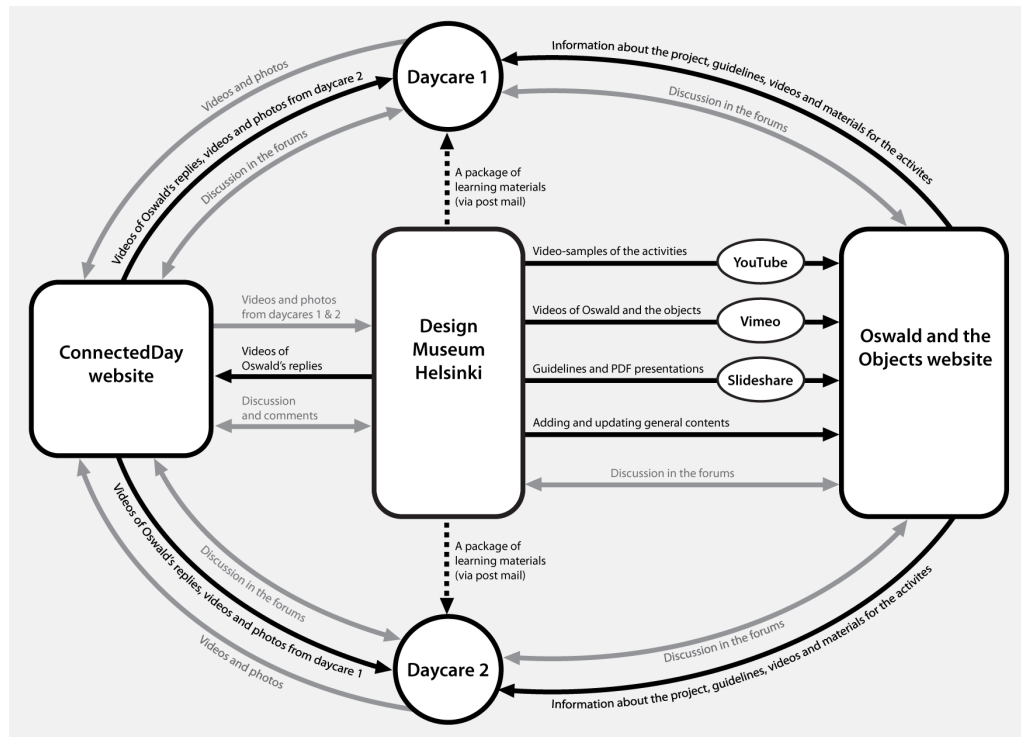 Daycare 1
Information about the project, guidelines, videos and materials for the activites
Videos and photos
Videos of Oswald's replies, videos and photos from daycare 2
Discussion in the forums
Discussion in the forums
A package of
learning materials
(via post mail)
ConnectedDay
website
Videos and photos
from daycares 1 & 2
Videos of
Oswald's replies
Discussion
and comments
Design
Museum
Helsinki
Video-samples of the activities
YouTube
Videos of Oswald and the objects
Vimeo
Guidelines and PDF presentations
Slideshare
Adding and updating general contents
Discussion in the forums
Oswald and the
Objects website
A package of
learning materials
(via post mail)
Discussion in the forums
Videos of Oswald's replies, videos and photos from daycare 1
Videos and photos
Daycare 2
Discussion in the forums
Information about the project, guidelines, videos and materials for the activites